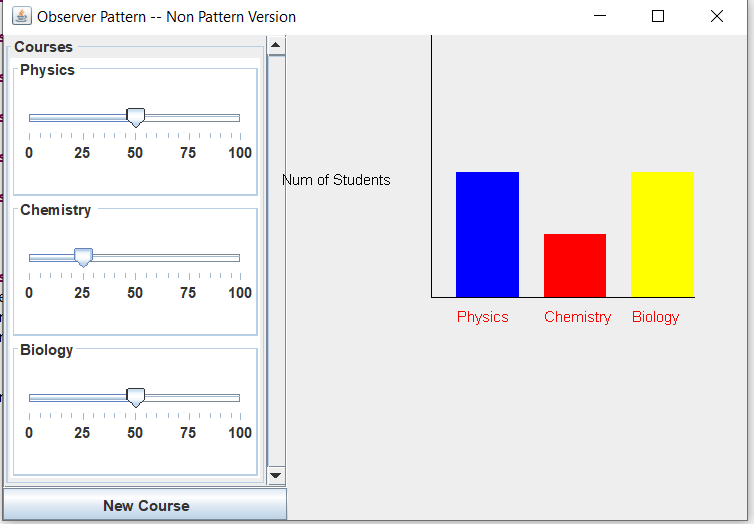 Observer Pattern -- Non Pattern Version
Courses
Physics
0 25 50 75 100
Chemistry
0 25 50 75 100
Biology
0 25 50 75 100
New Course
Num of Students
Physics Chemistry Biology